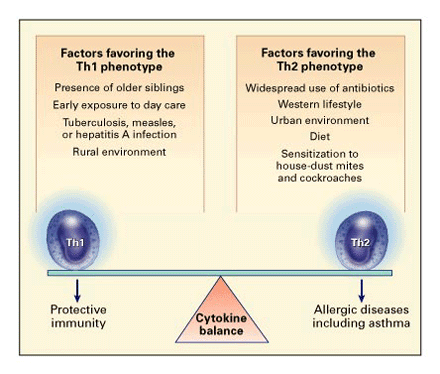 Factors favoring the
Th1 phenotype
Presence of older siblings
Early exposure to day care
Tuberculosis, measles,
or hepatitis A infection
Rural environment
Factors favoring the
Th2 phenotype
Widespread use of antibiotics
Western lifestyle
Urban environment
Diet
Sensitization to
house-dust mites
and cockroaches
Th1
Th2
Protective
immunity
Cytokine
balance
Allergic diseases
including asthma